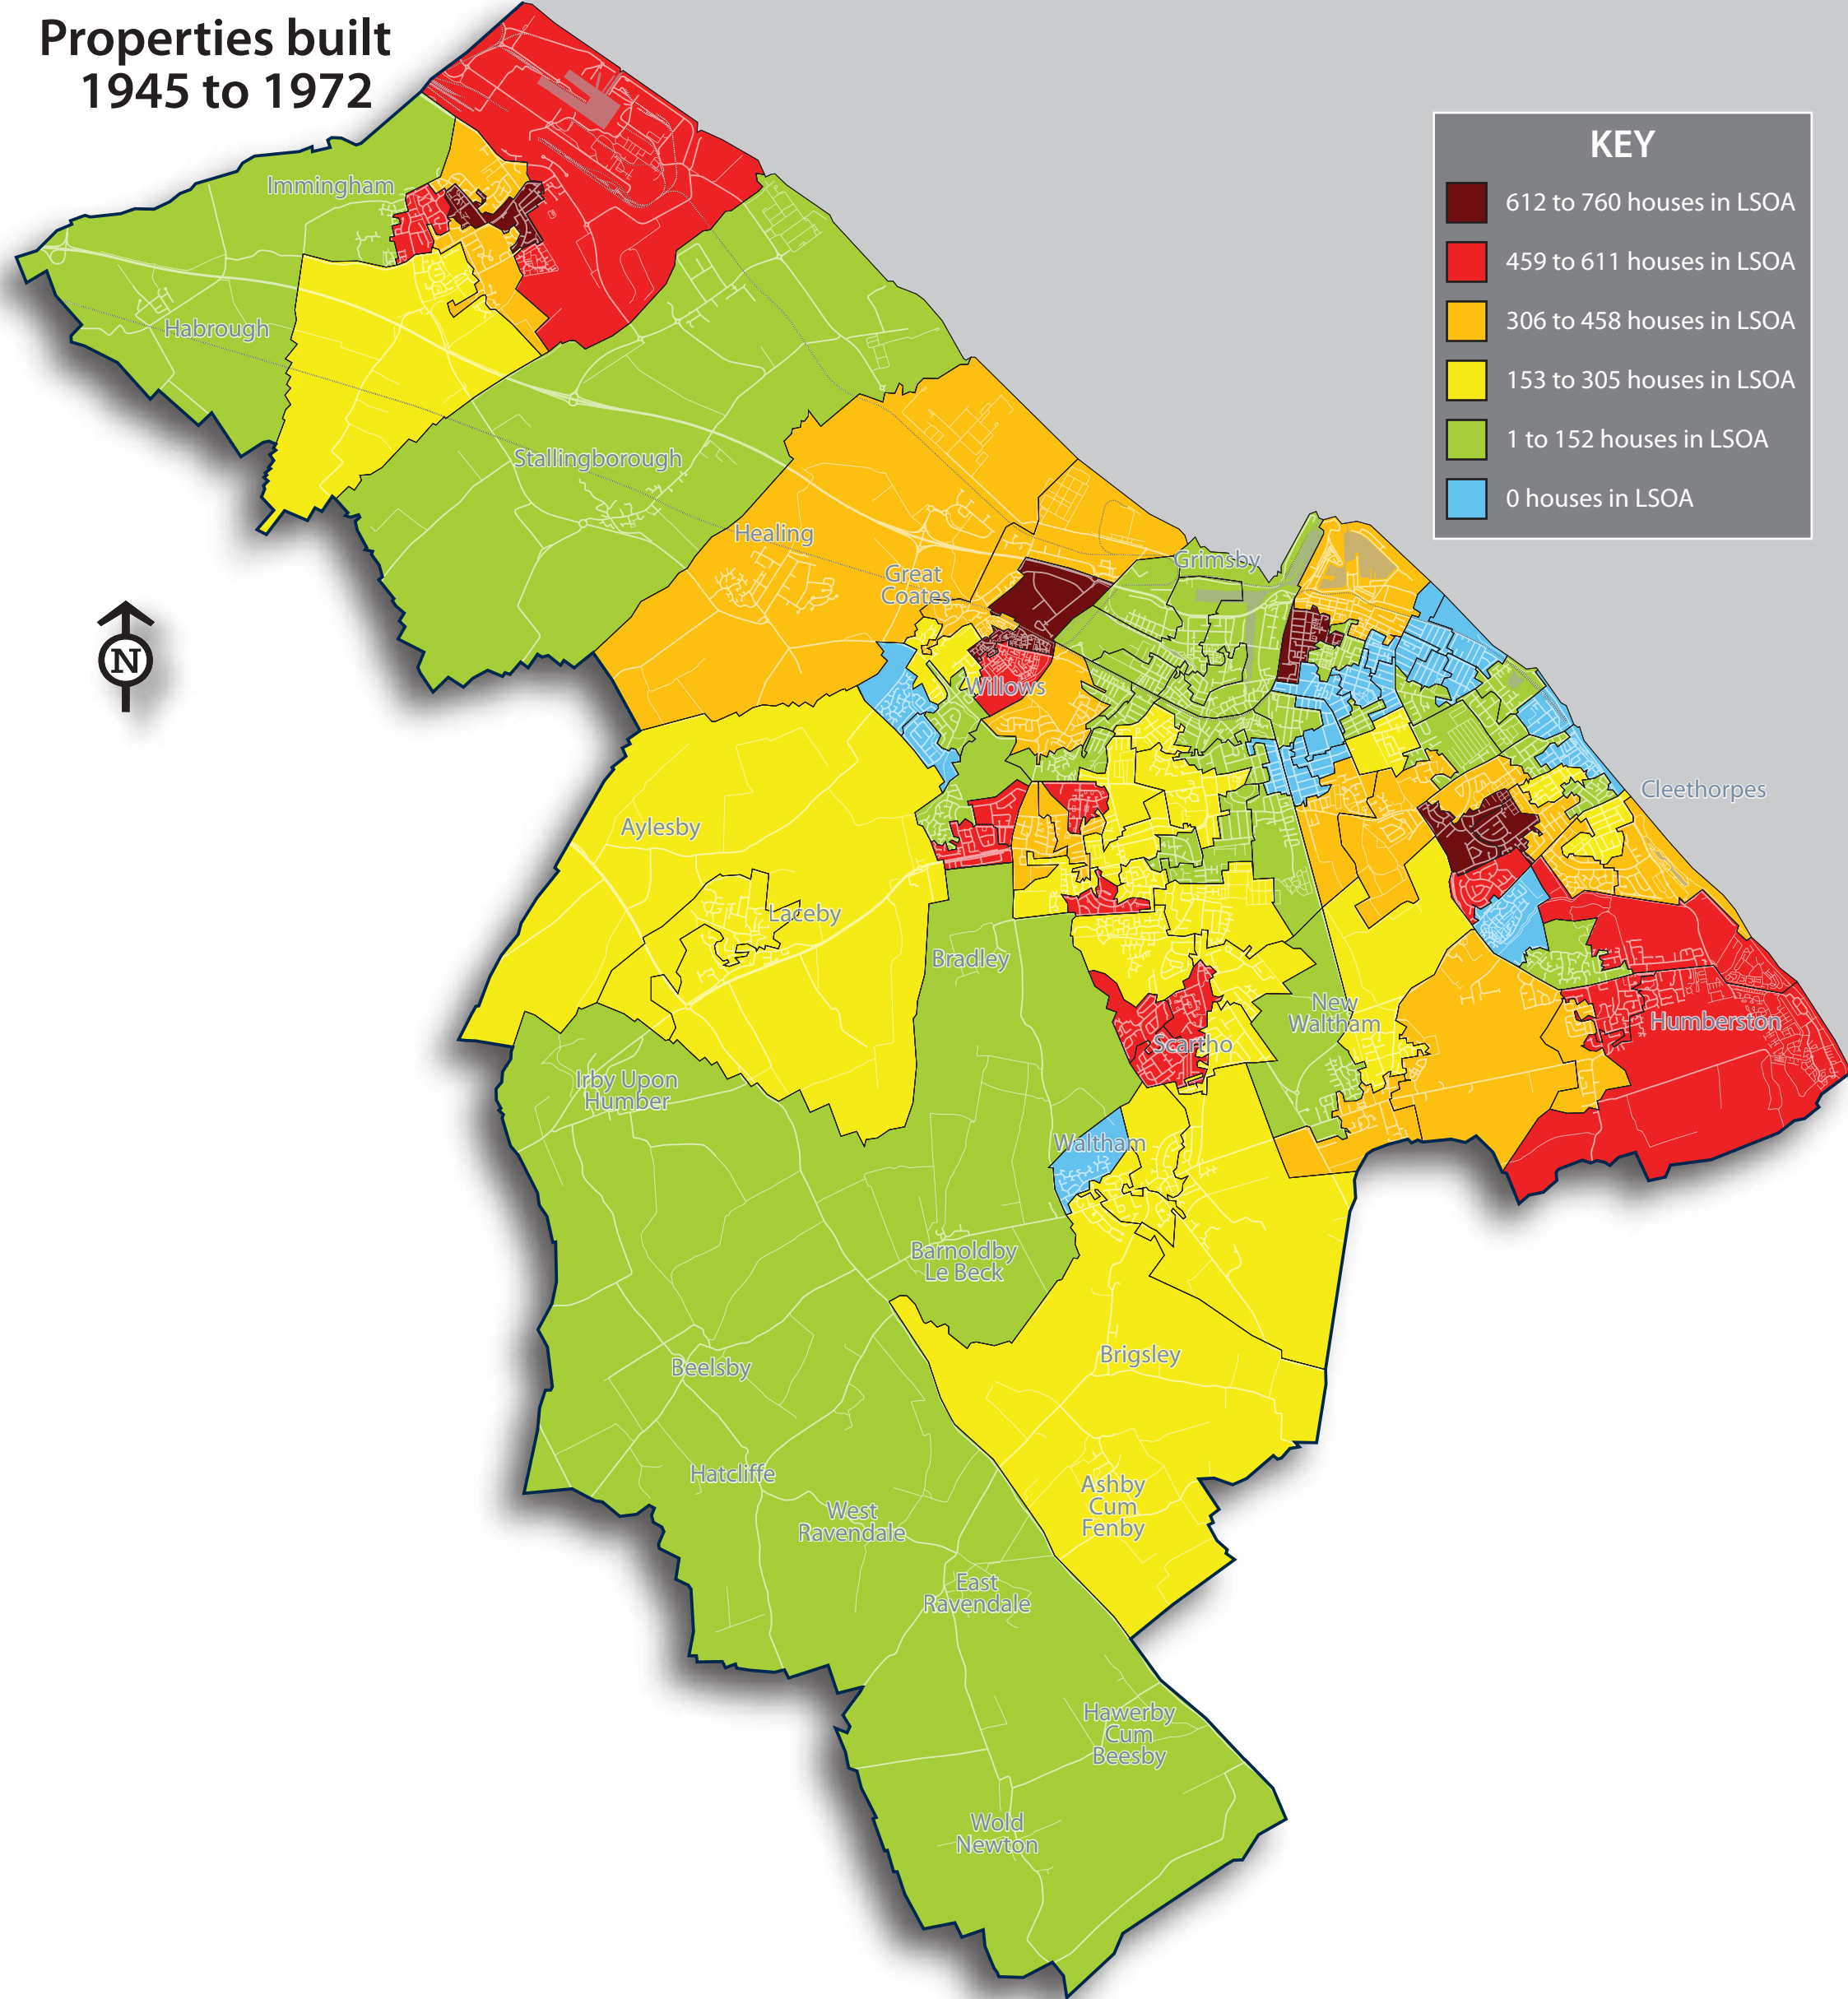 Properties built
1945 to 1972
KEY
612 to 760 houses in LSOA
459 to 611 houses in LSOA
306 to 458 houses in LSOA
153 to 305 houses in LSOA
1 to 152 houses in LSOA
0 houses in LSOA
N
Immingham
Habrough
Stallingborough
Healing
Great
Coates
Grimsby
Willows
Cleethorpes
Aylesby
Laceby
Bradley
New
Waltham
Humberston
Scartho
Irby Upon
Humber
Waltham
Barnoldby
Le Beck
Brigsley
Beelsby
Hatcliffe
Ashby
Cum
Fenby
West
Ravendale
East
Ravendale
Hawerby
Cum
Beesby
Wold
Newton